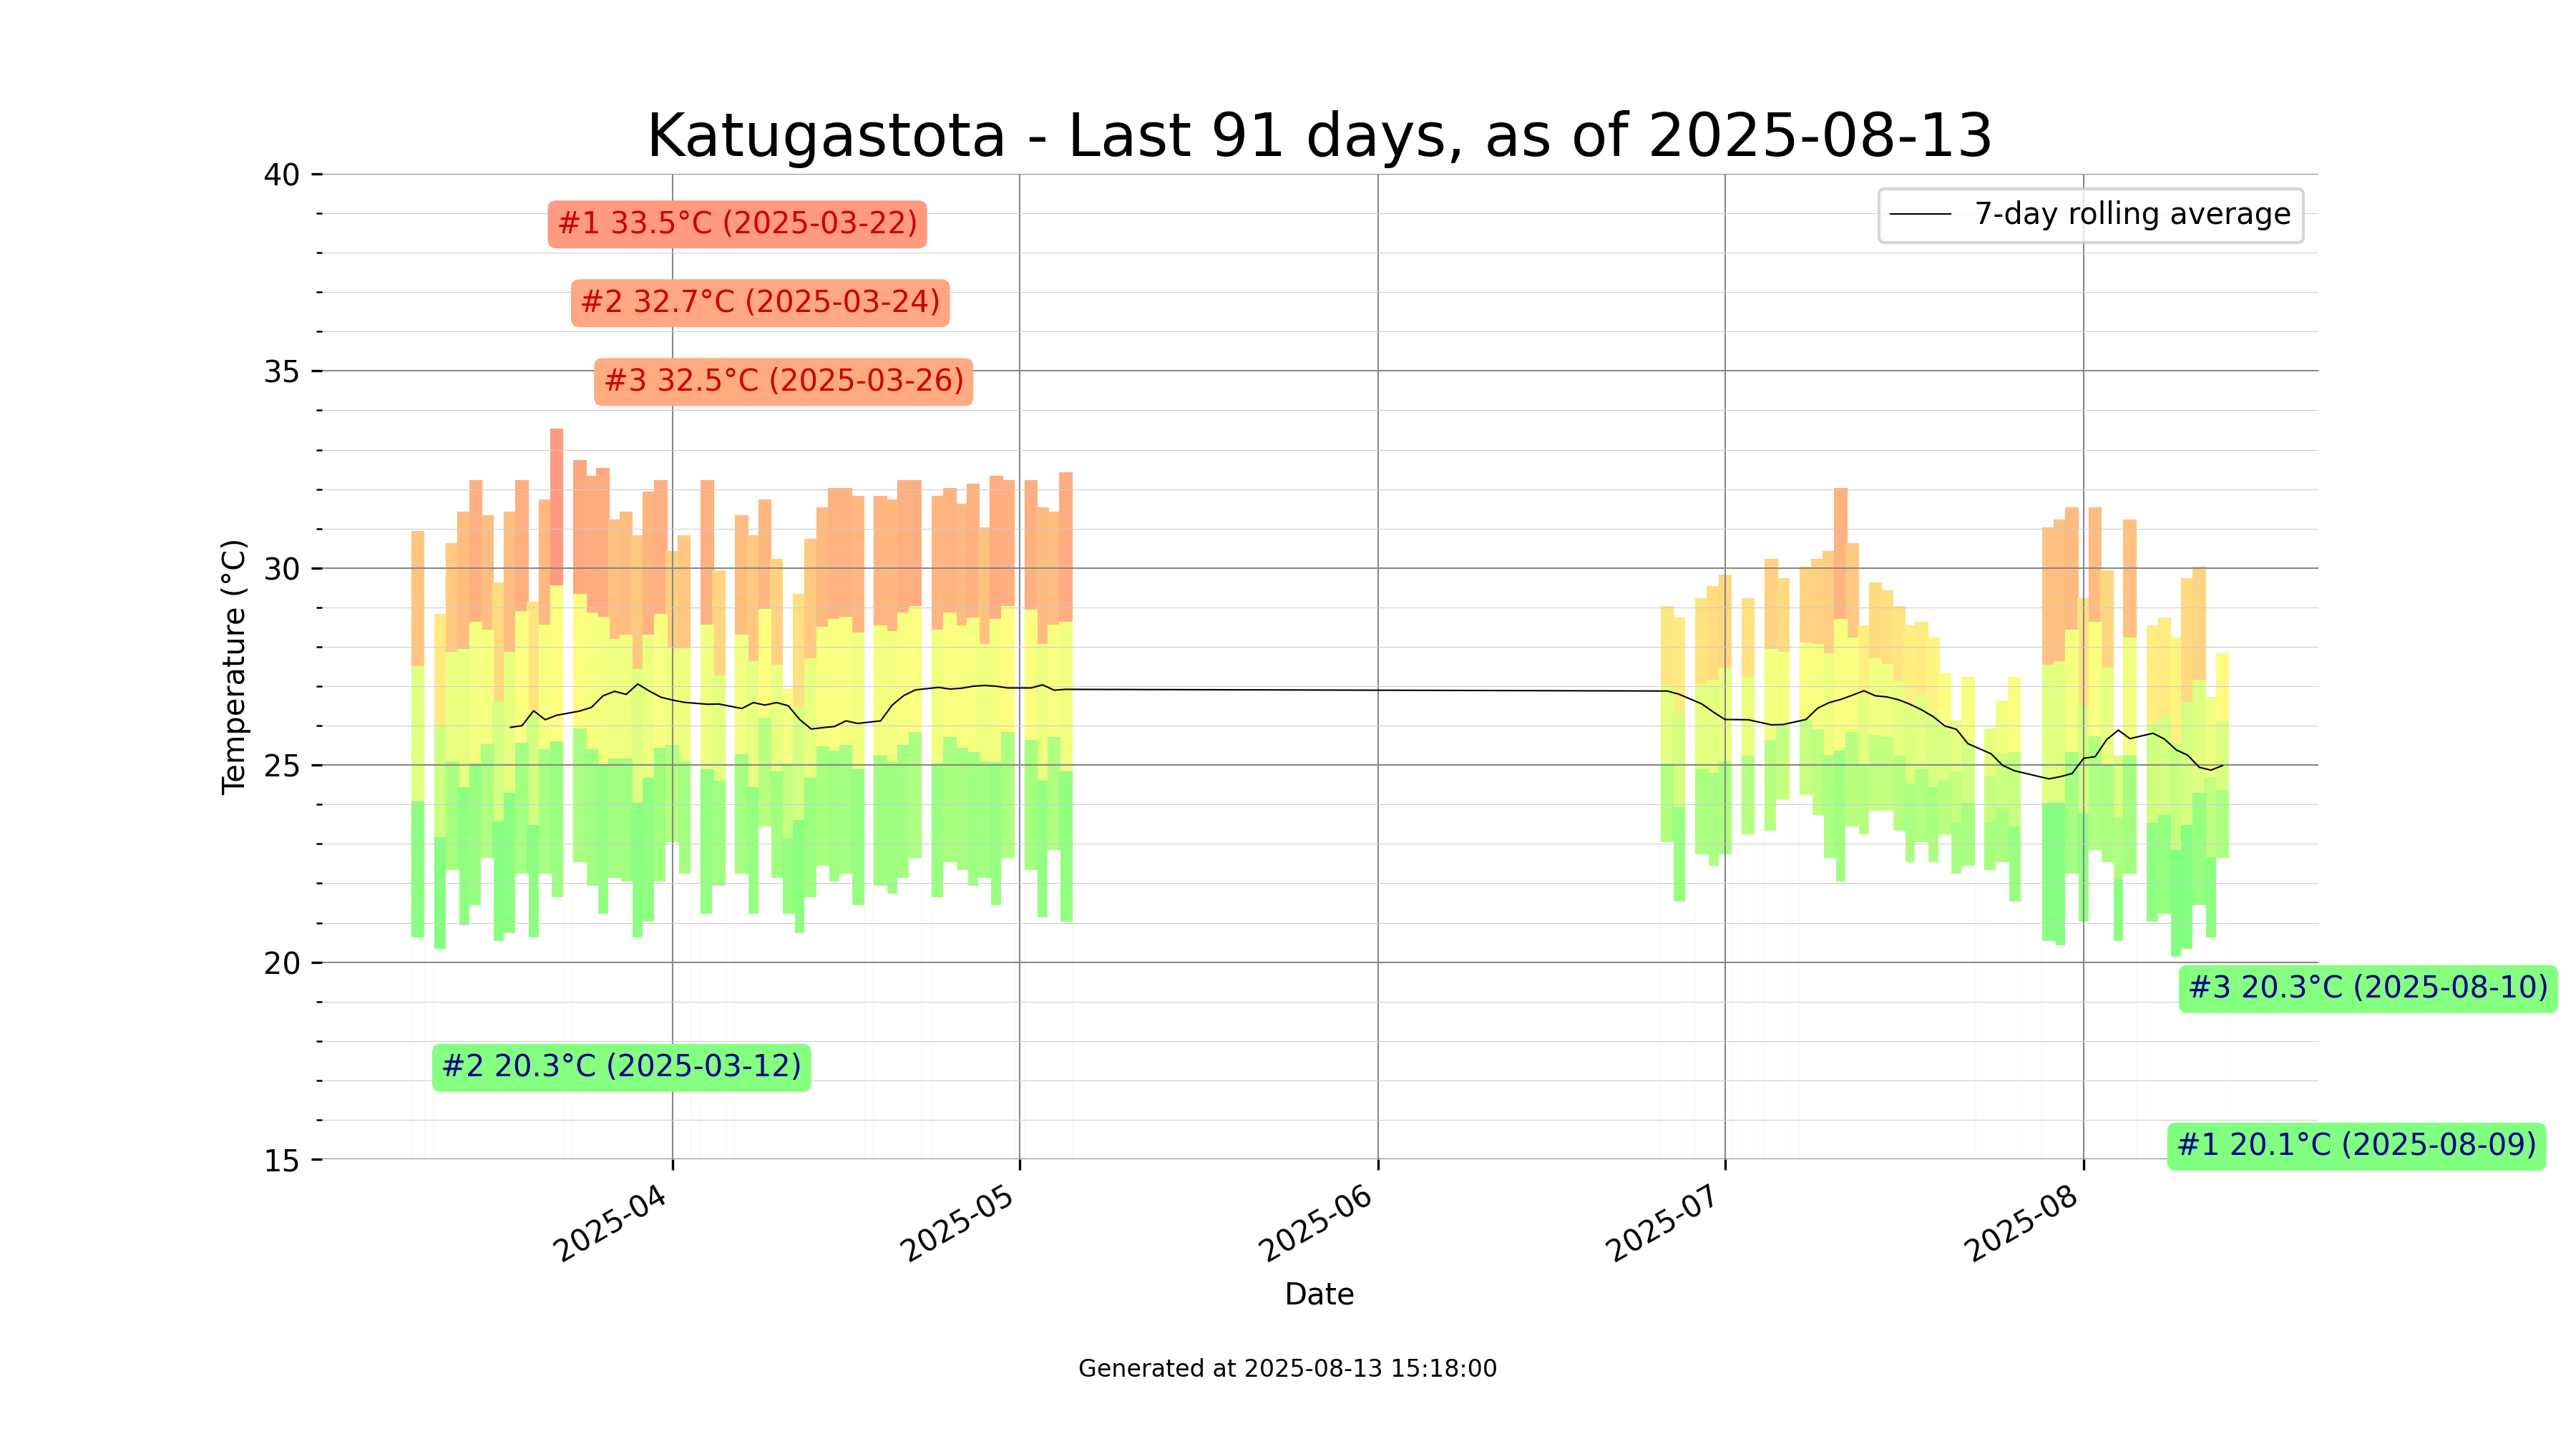 Katugastota - Last 91 days, as of 2025-08-13
40
#1 33.5°C (2025-03-22)
7-day rolling average
#2 32.7°C (2025-03-24)
35
#3 32.5°C (2025-03-26)
30
Temperature (°C)
25
20
#3 20.3°C (2025-08-10)
#2 20.3°C (2025-03-12)
#1 20.1°C (2025-08-09)
15
2025-04
2025-05
2025-06
2025-07
2025-08
Date
Generated at 2025-08-13 15:18:00